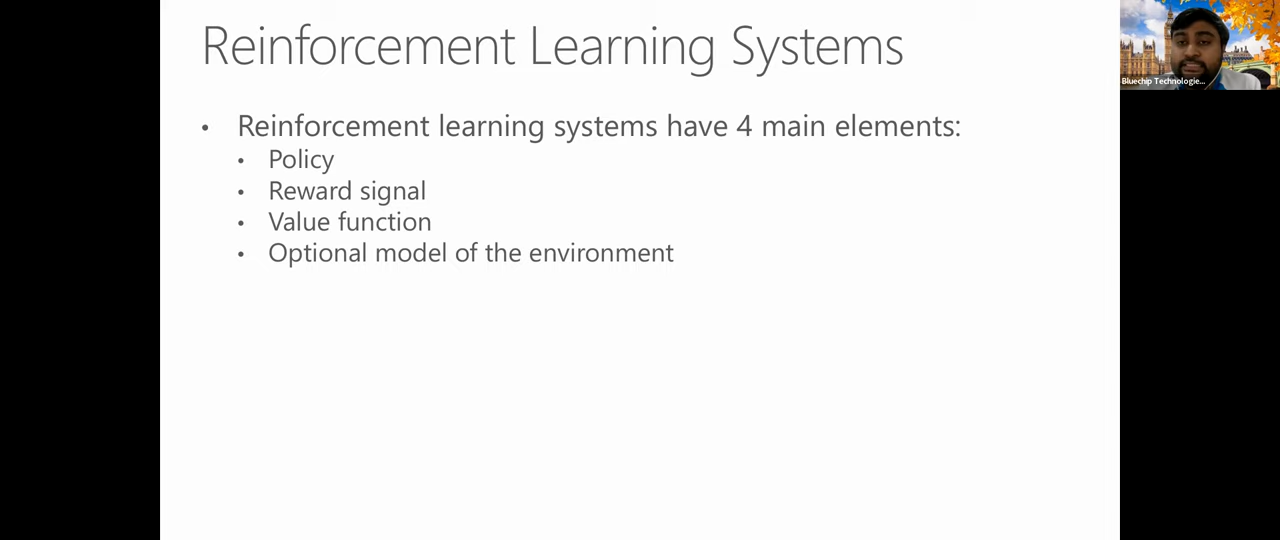 Reinforcement Learning Systems
• Reinforcement learning systems have 4 main elements:
• Policy
• Reward signal
• Value function
• Optional model of the environment
Bluechip Technologie...